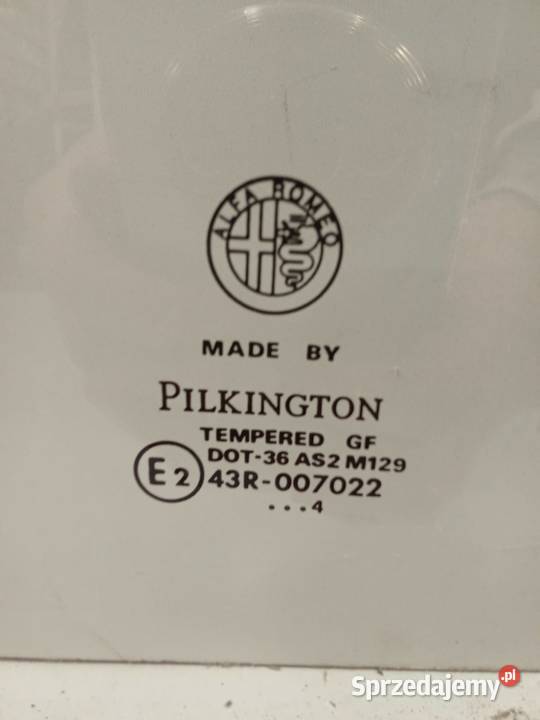 ALFA ROMEO
MADE BY
PILKINGTON
TEMPERED GF
DOT-36 AS2 M129
E2 43R-007022
...4
Sprzedajemy.pl